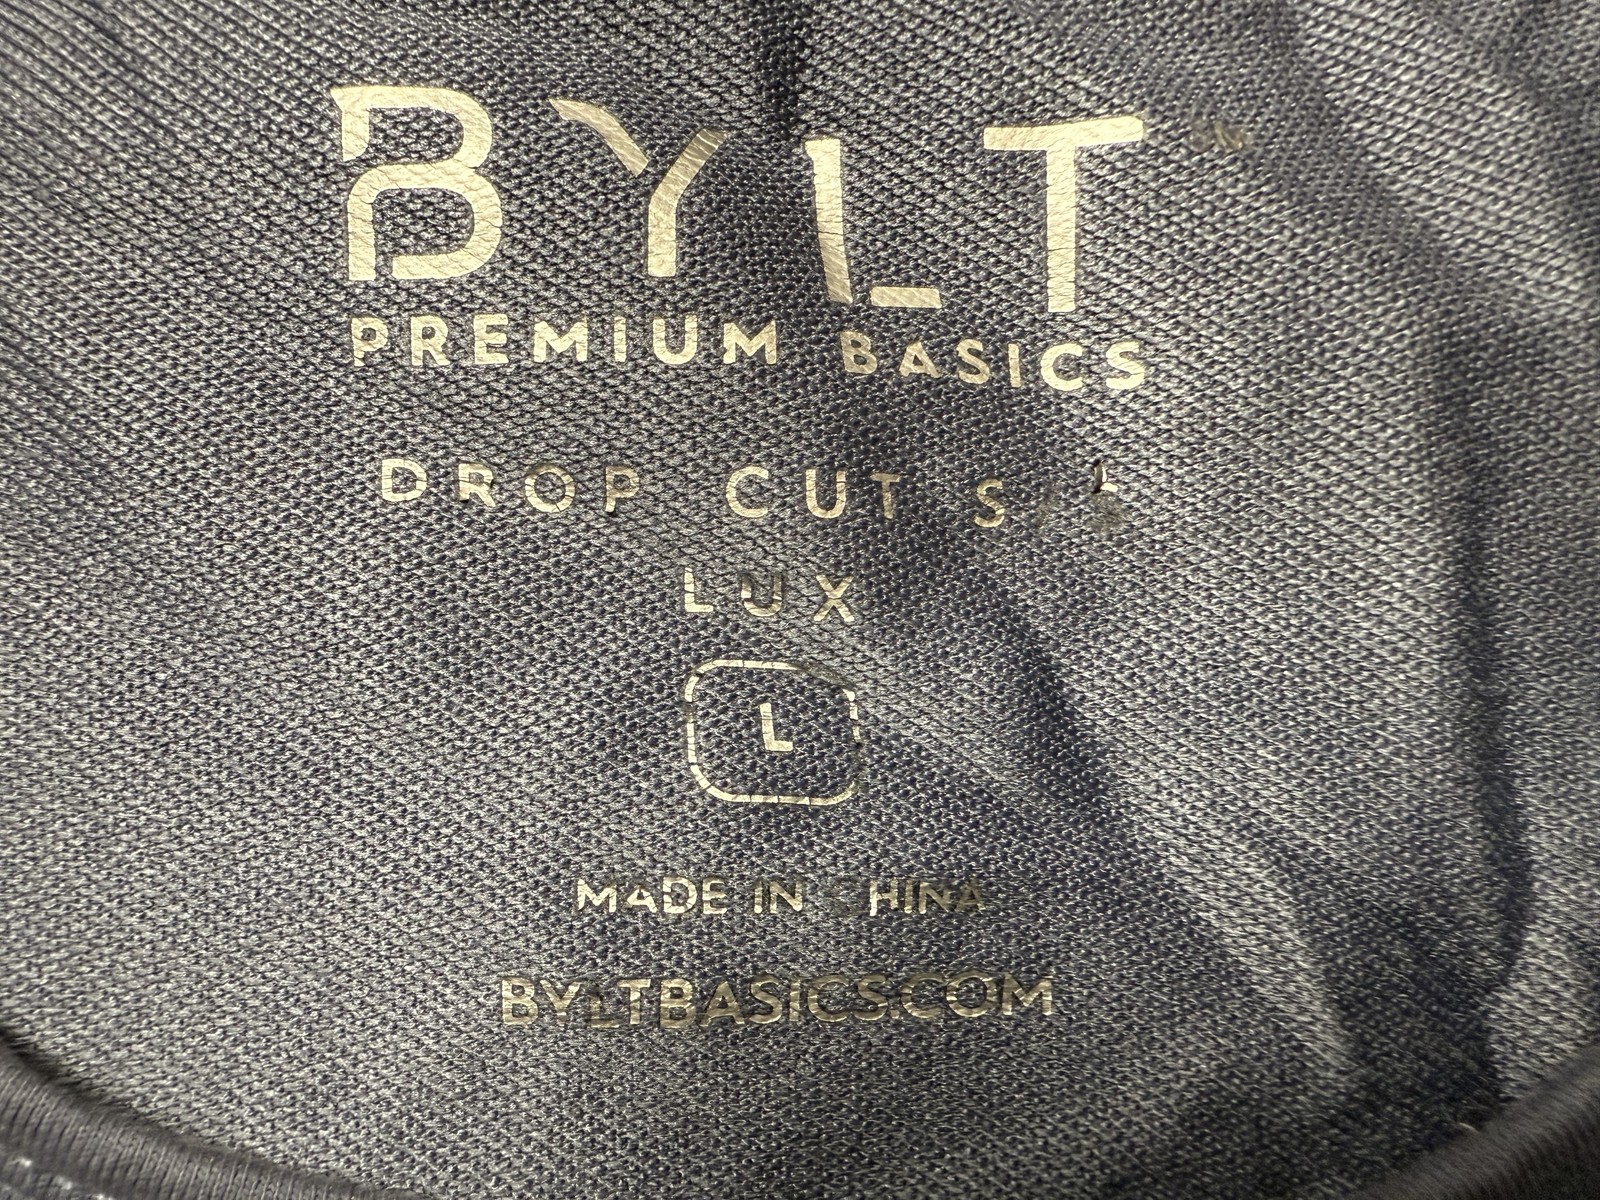 BYLT
PREMIUM BASICS
DROP CUT
LUX
L
MADE IN CHINA
BYLTBASICS.COM